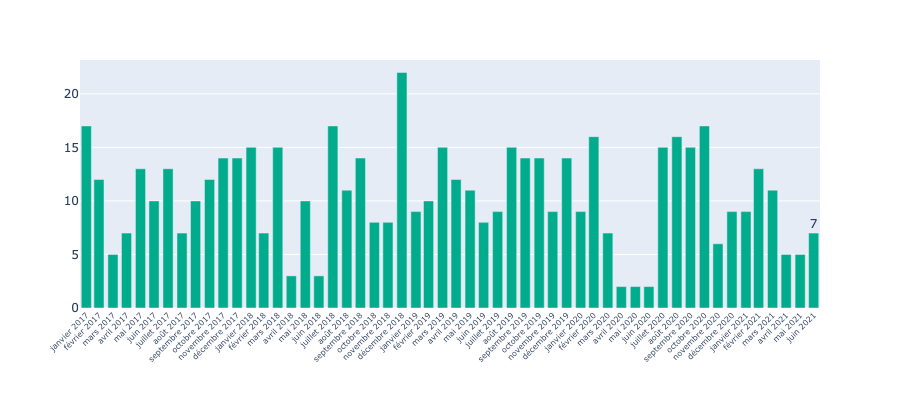 20
15
10
5
0
7
janvier 2017
février 2017
mars 2017
avril 2017
mai 2017
juin 2017
juillet 2017
août 2017
septembre 2017
octobre 2017
novembre 2017
décembre 2017
janvier 2018
février 2018
mars 2018
avril 2018
mai 2018
juin 2018
juillet 2018
août 2018
septembre 2018
octobre 2018
novembre 2018
décembre 2018
janvier 2019
février 2019
mars 2019
avril 2019
mai 2019
juin 2019
juillet 2019
août 2019
septembre 2019
octobre 2019
novembre 2019
décembre 2019
janvier 2020
février 2020
mars 2020
avril 2020
mai 2020
juin 2020
juillet 2020
août 2020
septembre 2020
octobre 2020
novembre 2020
décembre 2020
janvier 2021
février 2021
mars 2021
avril 2021
mai 2021
juin 2021